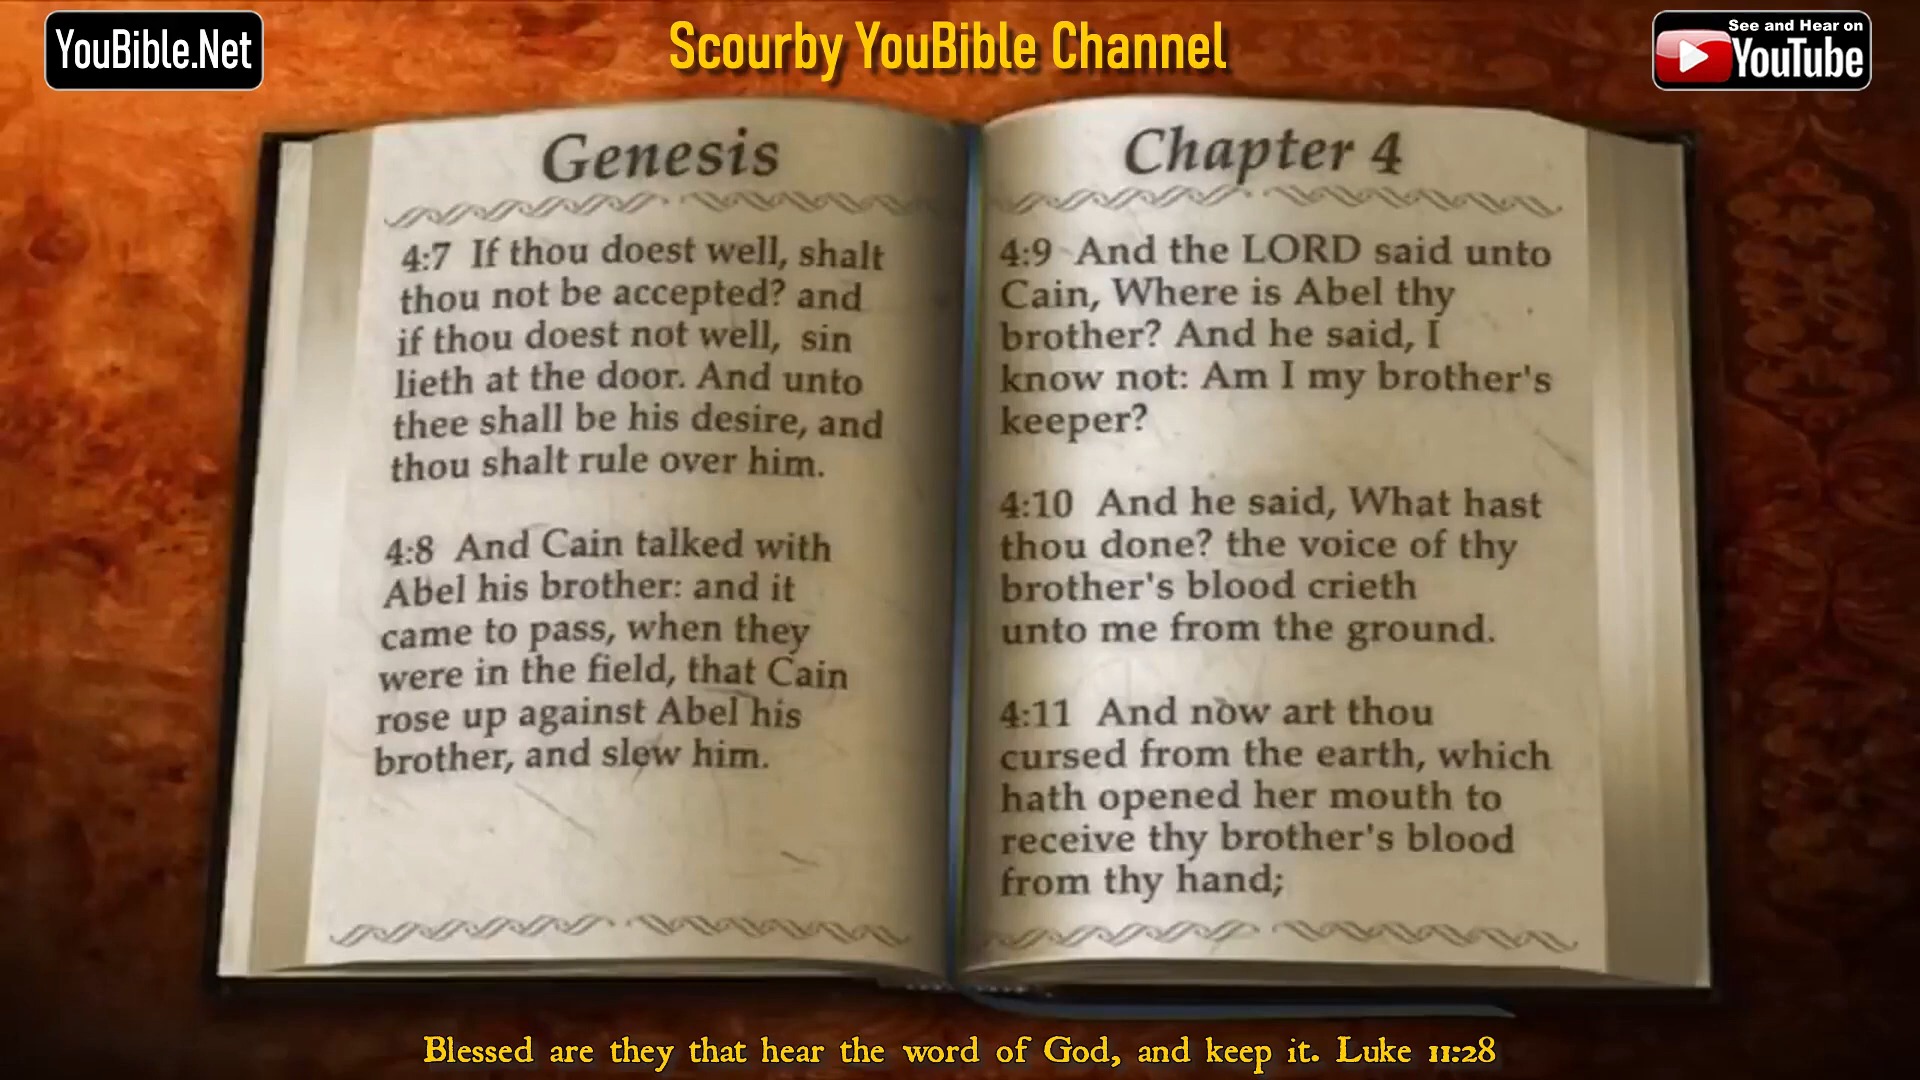 YouBible.Net
Scourby YouBible Channel
See and Hear on
YouTube
Genesis
4:7 If thou doest well, shalt
thou not be accepted? and
if thou doest not well, sin
lieth at the door. And unto
thee shall be his desire, and
thou shalt rule over him.
4:8 And Cain talked with
Abel his brother: and it
came to pass, when they
were in the field, that Cain
rose up against Abel his
brother, and slew him.
Chapter 4
4:9 And the LORD said unto
Cain, Where is Abel thy
brother? And he said, I
know not: Am I my brother's
keeper?
4:10 And he said, What hast
thou done? the voice of thy
brother's blood crieth
unto me from the ground.
4:11 And now art thou
cursed from the earth, which
hath opened her mouth to
receive thy brother's blood
from thy hand;
Blessed are they that hear the word of God, and keep it. Luke 11:28